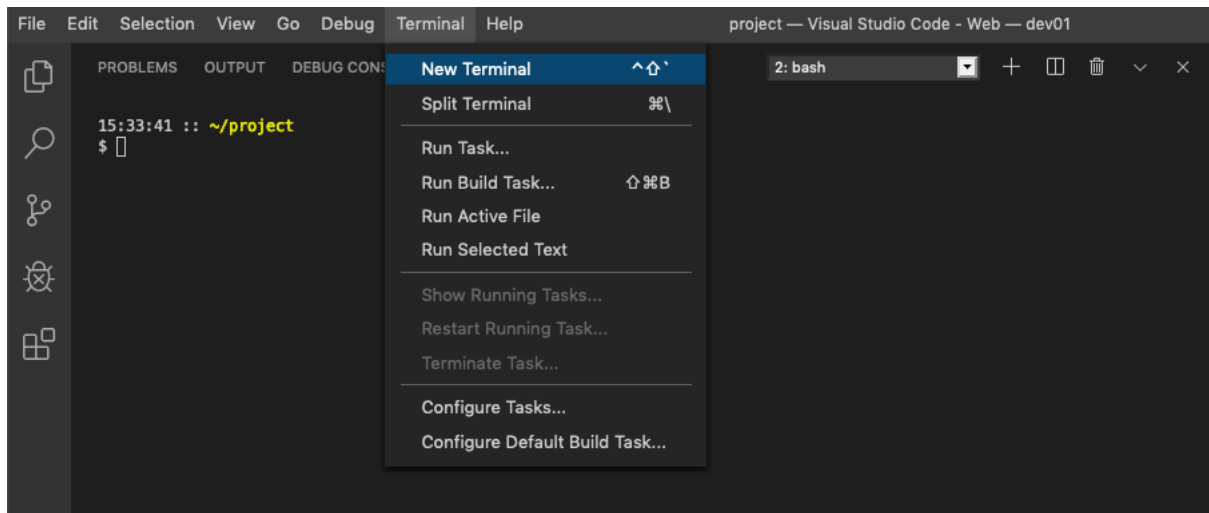 File Edit Selection View Go Debug Terminal Help project — Visual Studio Code - Web — dev01
PROBLEMS OUTPUT DEBUG CONS 2: bash
15:33:41 :: ~/project
$
New Terminal ^⇧`
Split Terminal ⌘\
Run Task...
Run Build Task... ⇧⌘B
Run Active File
Run Selected Text
Show Running Tasks...
Restart Running Task...
Terminate Task...
Configure Tasks...
Configure Default Build Task...